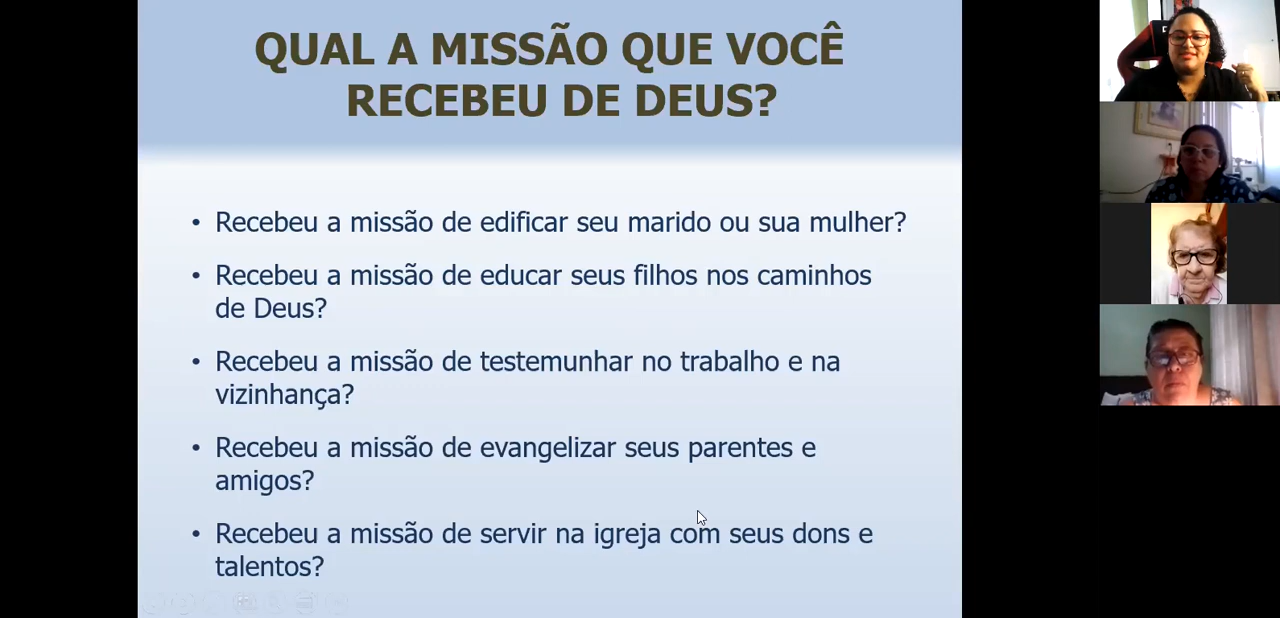 QUAL A MISSÃO QUE VOCÊ
RECEBEU DE DEUS?
• Recebeu a missão de edificar seu marido ou sua mulher?
• Recebeu a missão de educar seus filhos nos caminhos
de Deus?
• Recebeu a missão de testemunhar no trabalho e na
vizinhança?
• Recebeu a missão de evangelizar seus parentes e
amigos?
• Recebeu a missão de servir na igreja com seus dons e
talentos?